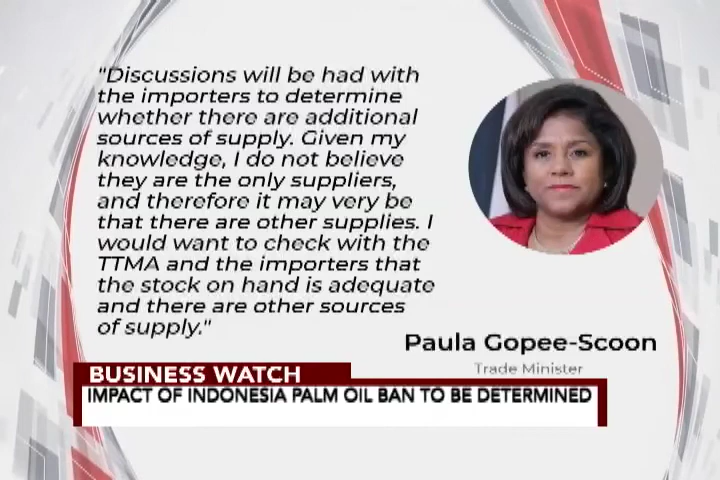 "Discussions will be had with
the importers to determine
whether there are additional
sources of supply. Given my
knowledge, I do not believe
they are the only suppliers,
and therefore it may very be
that there are other supplies. I
would want to check with the
TTMA and the importers that
the stock on hand is adequate
and there are other sources
of supply."
Paula Gopee-Scoon
Trade Minister
BUSINESS WATCH
IMPACT OF INDONESIA PALM OIL BAN TO BE DETERMINED